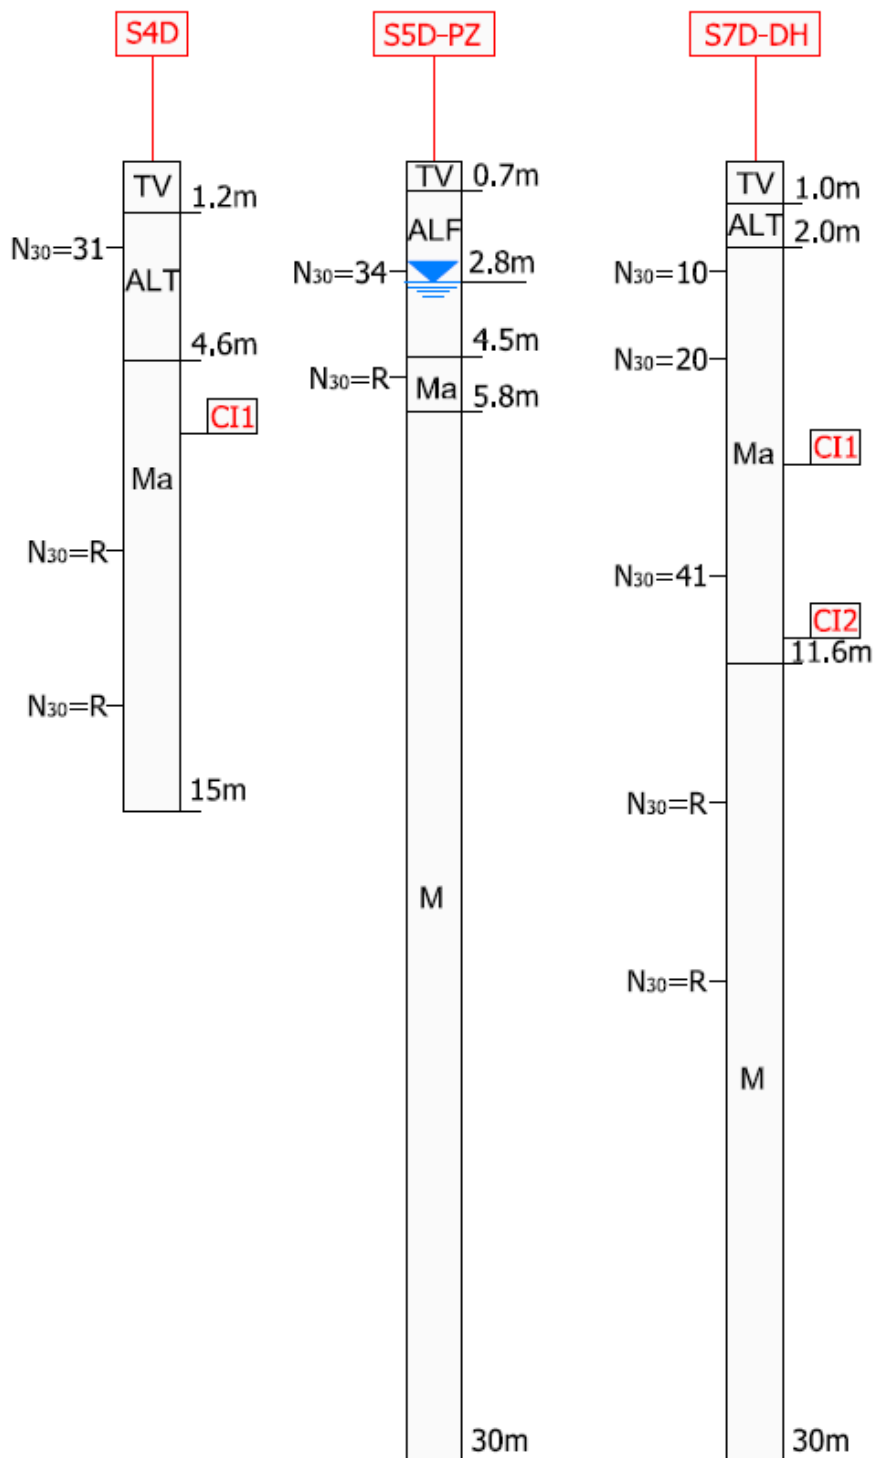 S4D
TV
1.2m
N30=31
ALT
4.6m
CI1
Ma
N30=R
N30=R
15m
S5D-PZ
TV
0.7m
ALF
N30=34
2.8m
4.5m
N30=R
Ma
5.8m
M
30m
S7D-DH
TV
1.0m
ALT
2.0m
N30=10
N30=20
Ma
CI1
N30=41
CI2
11.6m
N30=R
N30=R
M
30m